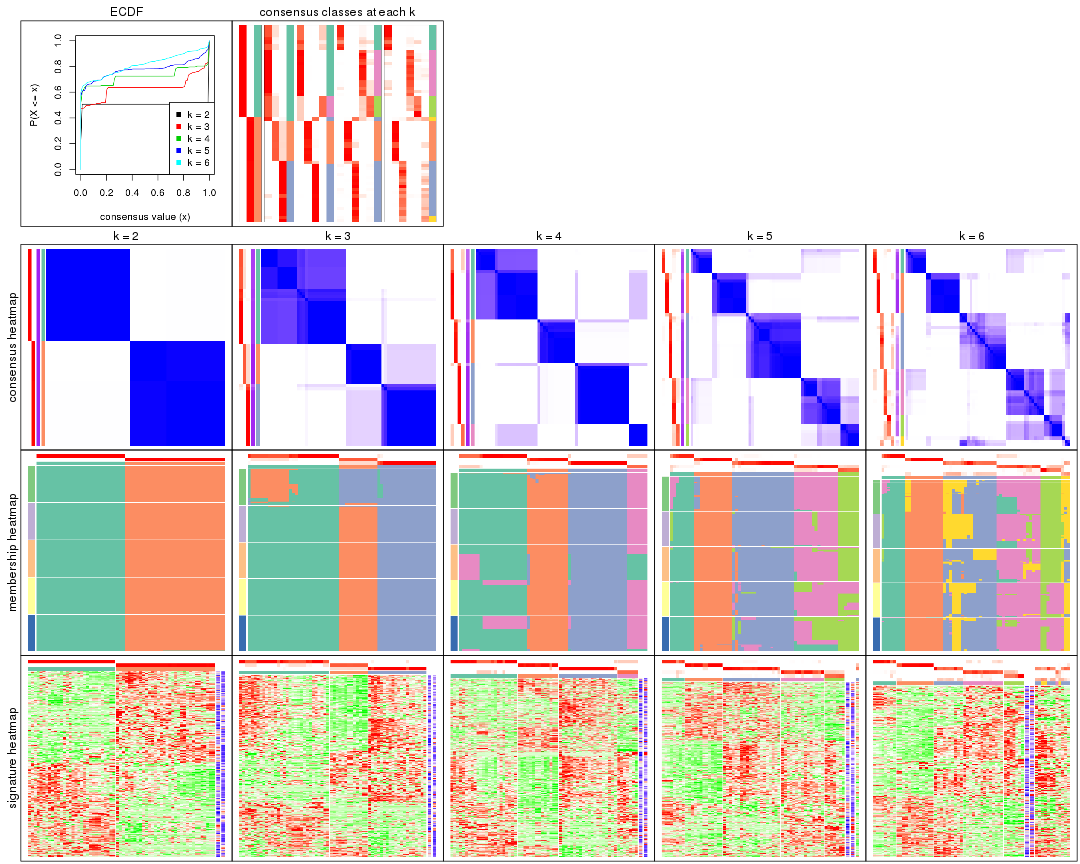 ECDF
consensus classes at each k
P(X <= x)
1.0
0.8
0.6
0.4
0.2
0.0
k = 2
k = 3
k = 4
k = 5
k = 6
0.0 0.2 0.4 0.6 0.8 1.0
consensus value (x)
k = 2
k = 3
k = 4
k = 5
k = 6
consensus heatmap
membership heatmap
signature heatmap